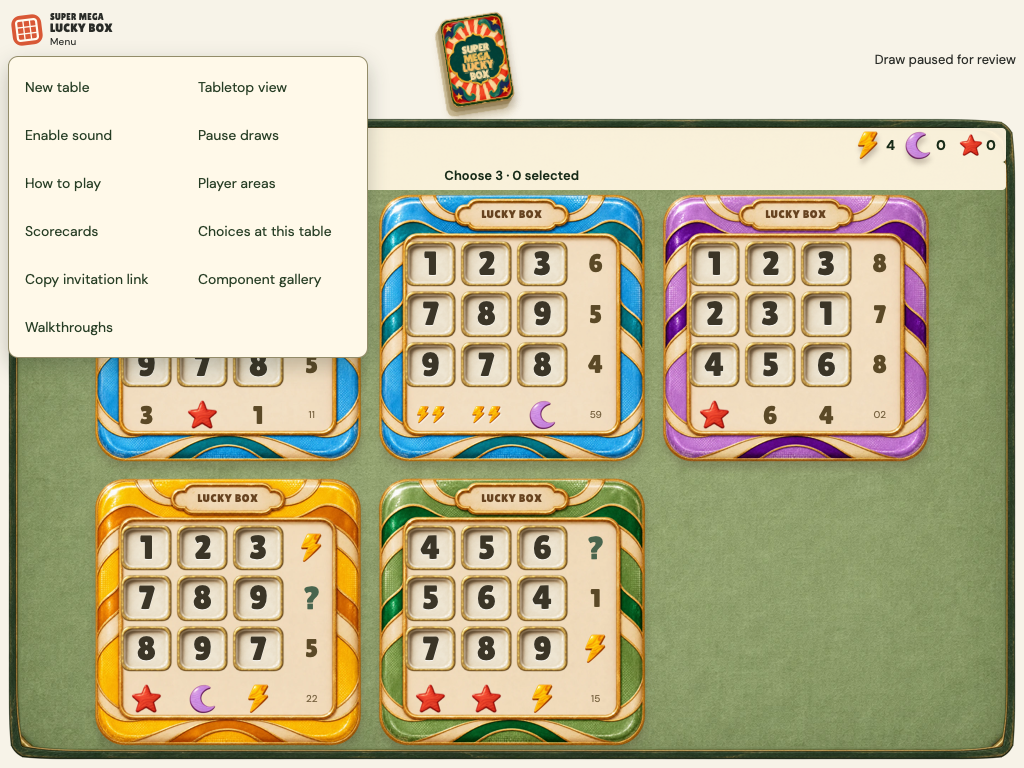 SUPER MEGA
LUCKY BOX
Menu
SUPER
MEGA
LUCKY
BOX
Draw paused for review
New table
Tabletop view
Enable sound
Pause draws
How to play
Player areas
Scorecards
Choices at this table
Copy invitation link
Component gallery
Walkthroughs
4 0 0
Choose 3 · 0 selected
9 7 8 5
3 1 11
LUCKY BOX
1 2 3 6
7 8 9 5
9 7 8 4
59
LUCKY BOX
1 2 3 8
2 3 1 7
4 5 6 8
6 4 02
LUCKY BOX
1 2 3
7 8 9 ?
8 9 7 5
22
LUCKY BOX
4 5 6 ?
5 6 4 1
7 8 9
15